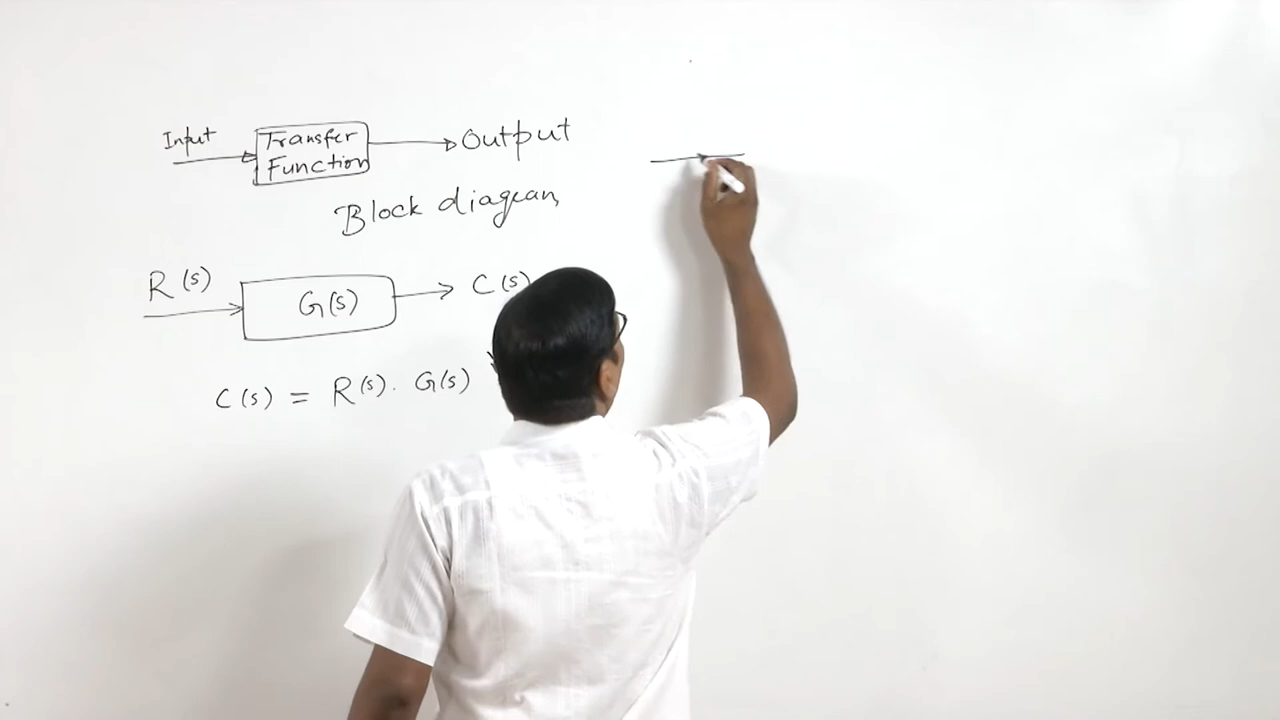 Input Transfer Function Output
Block diagram
R(s) G(s) C(s)
C(s) = R(s). G(s)